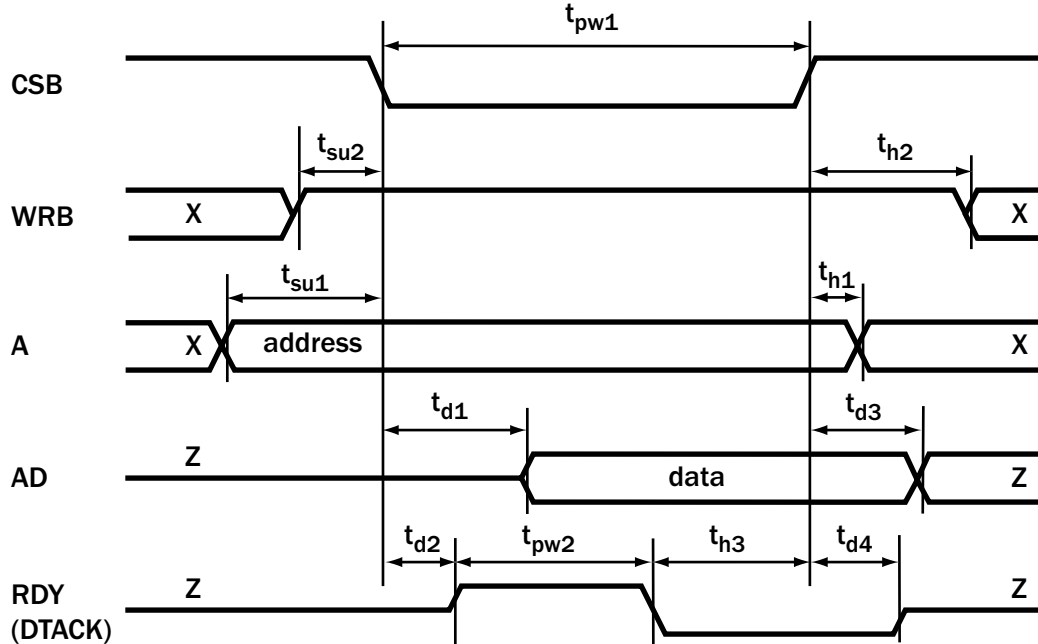 t_pw1
CSB
t_su2 t_h2
WRB X X
t_su1 t_h1
A X address X
t_d1 t_d3
AD Z data Z
t_d2 t_pw2 t_h3 t_d4
RDY Z Z
(DTACK)